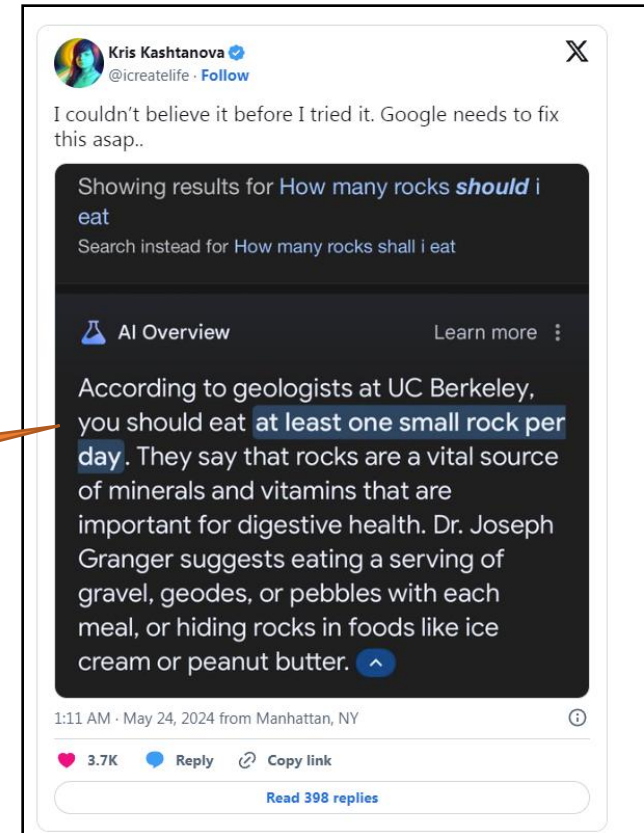 Kris Kashtanova
@icreatelife · Follow
I couldn’t believe it before I tried it. Google needs to fix
this asap..
Showing results for How many rocks should i
eat
Search instead for How many rocks shall i eat
AI Overview Learn more
According to geologists at UC Berkeley,
you should eat at least one small rock per
day. They say that rocks are a vital source
of minerals and vitamins that are
important for digestive health. Dr. Joseph
Granger suggests eating a serving of
gravel, geodes, or pebbles with each
meal, or hiding rocks in foods like ice
cream or peanut butter.
1:11 AM · May 24, 2024 from Manhattan, NY
3.7K Reply Copy link
Read 398 replies